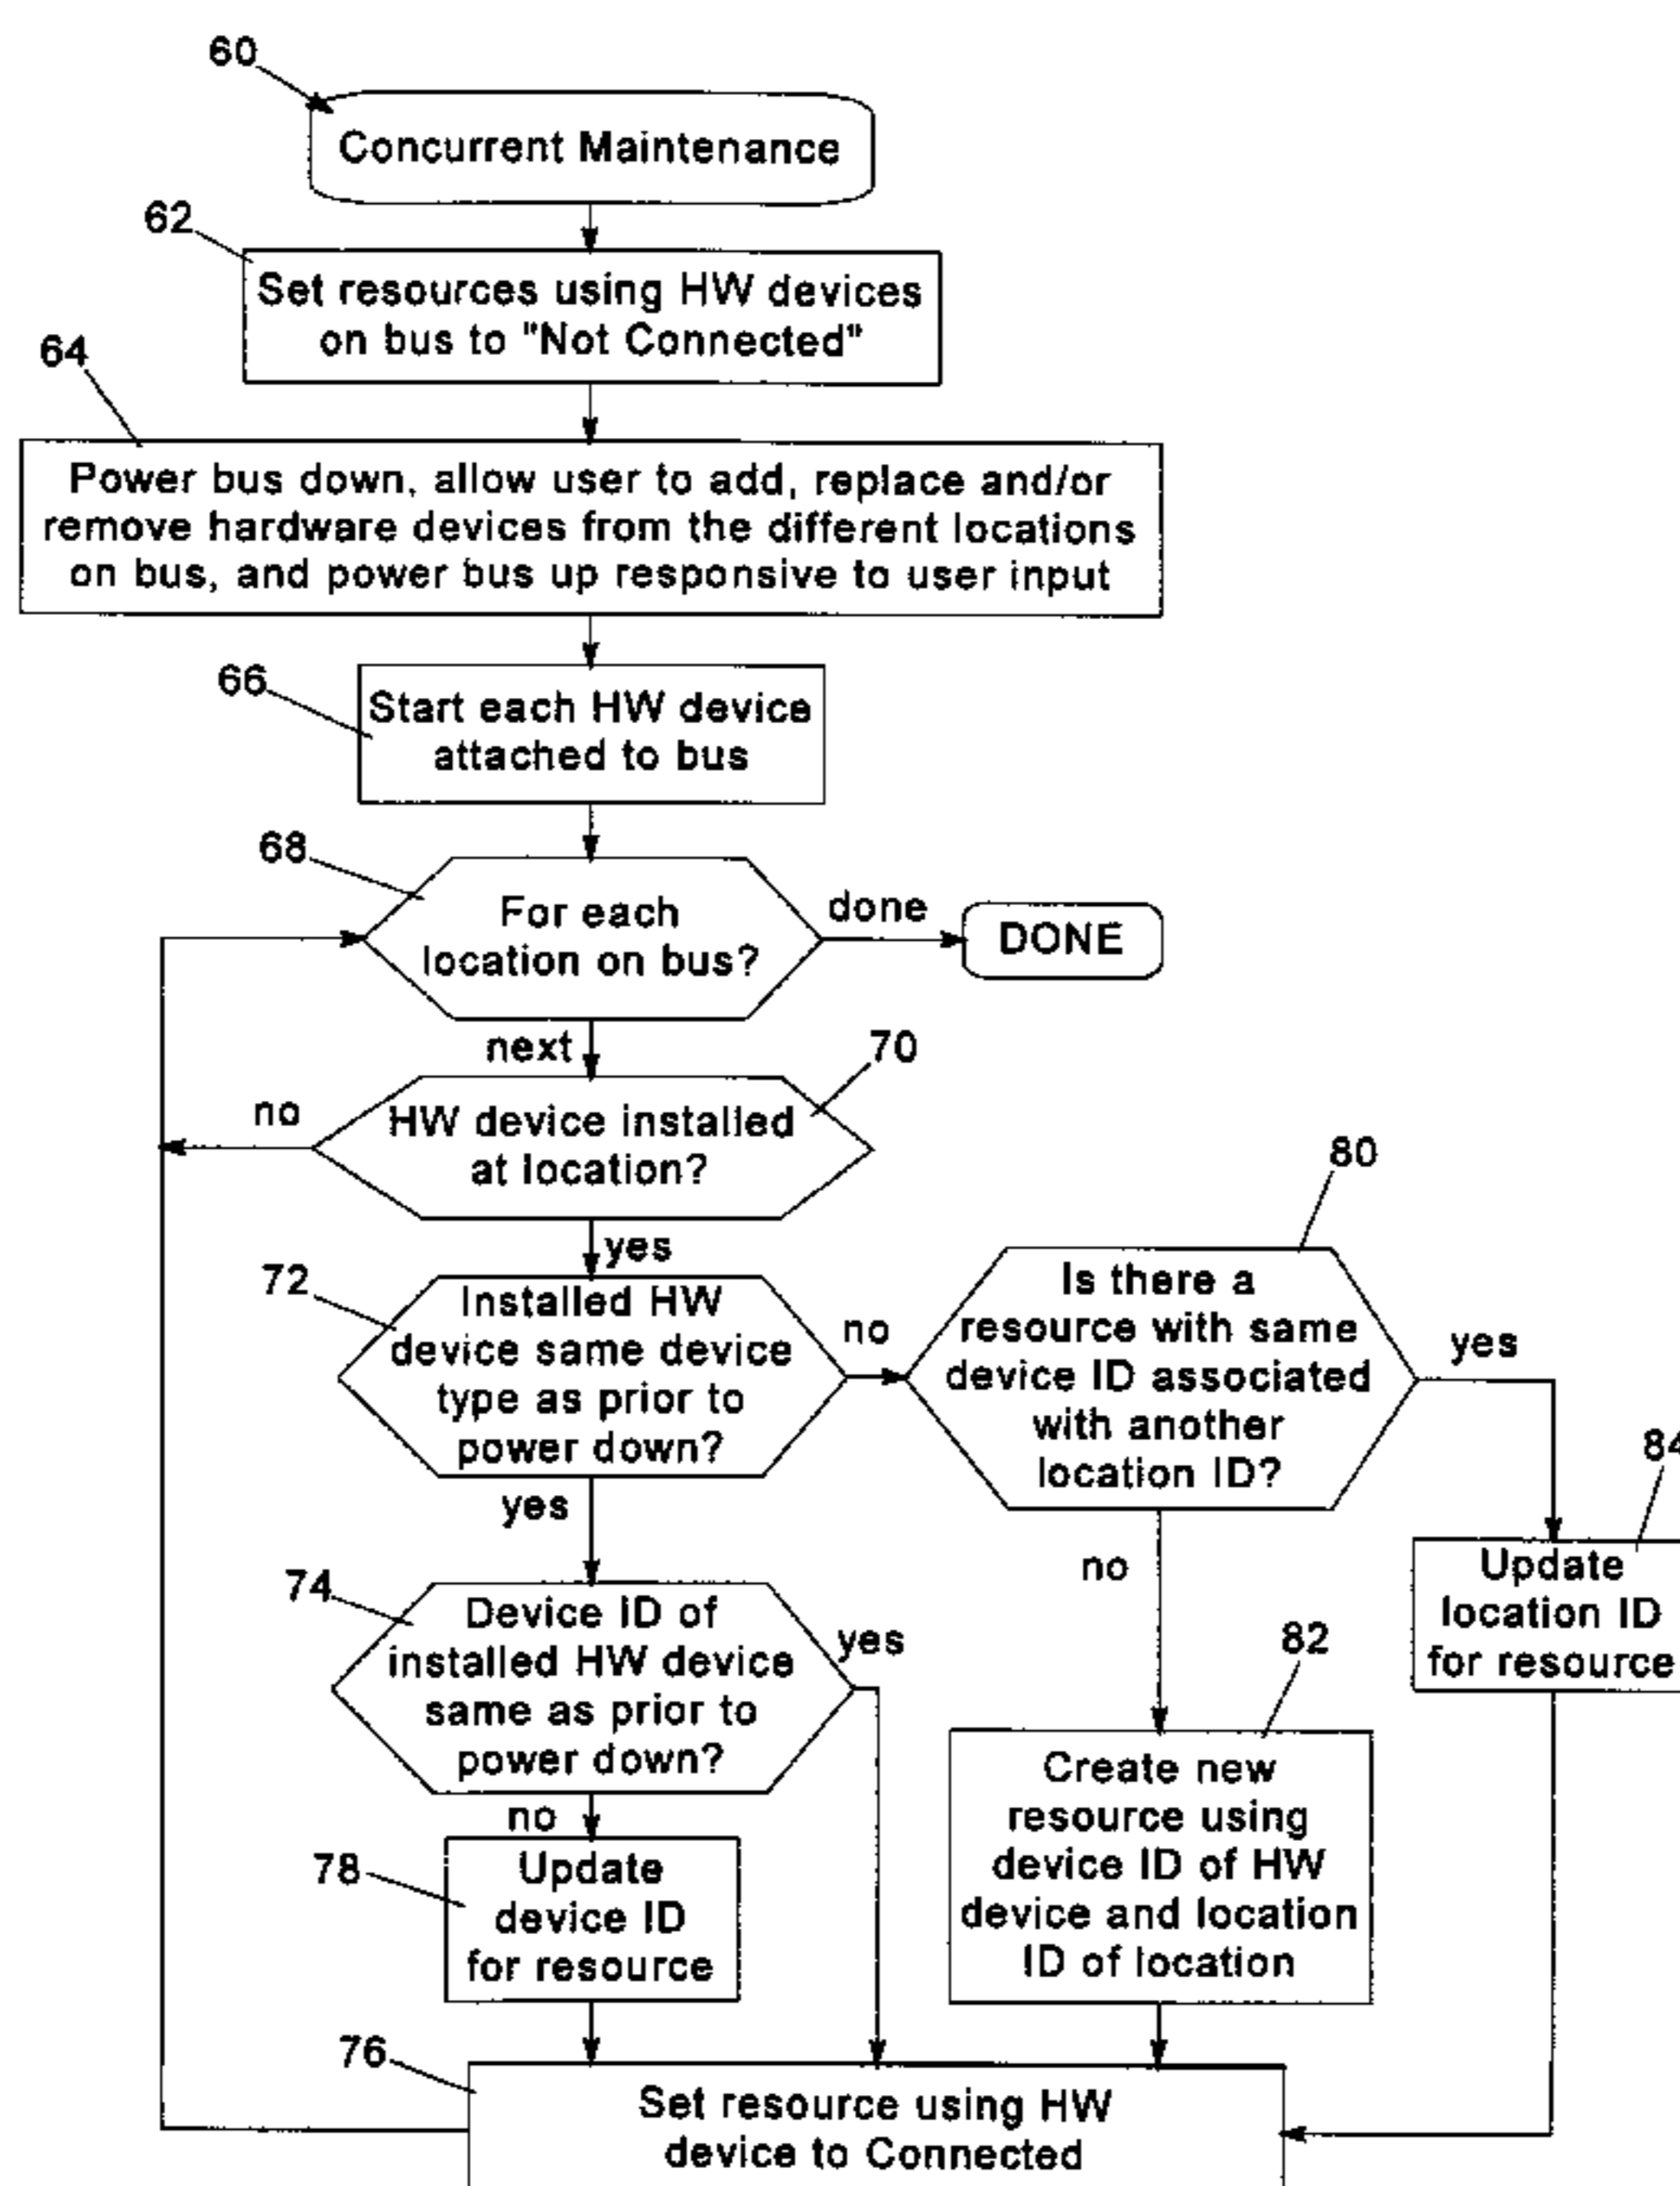 60
Concurrent Maintenance
62
Set resources using HW devices
on bus to "Not Connected"
64
Power bus down, allow user to add, replace and/or
remove hardware devices from the different locations
on bus, and power bus up responsive to user input
66
Start each HW device
attached to bus
68
For each
location on bus?
done
DONE
next
70
HW device installed
at location?
no
yes
72
Installed HW
device same device
type as prior to
power down?
no
80
Is there a
resource with same
device ID associated
with another
location ID?
yes
84
Update
location ID
for resource
yes
74
Device ID of
installed HW device
same as prior to
power down?
yes
no
82
Create new
resource using
device ID of HW
device and location
ID of location
no
78
Update
device ID
for resource
76
Set resource using HW
device to Connected